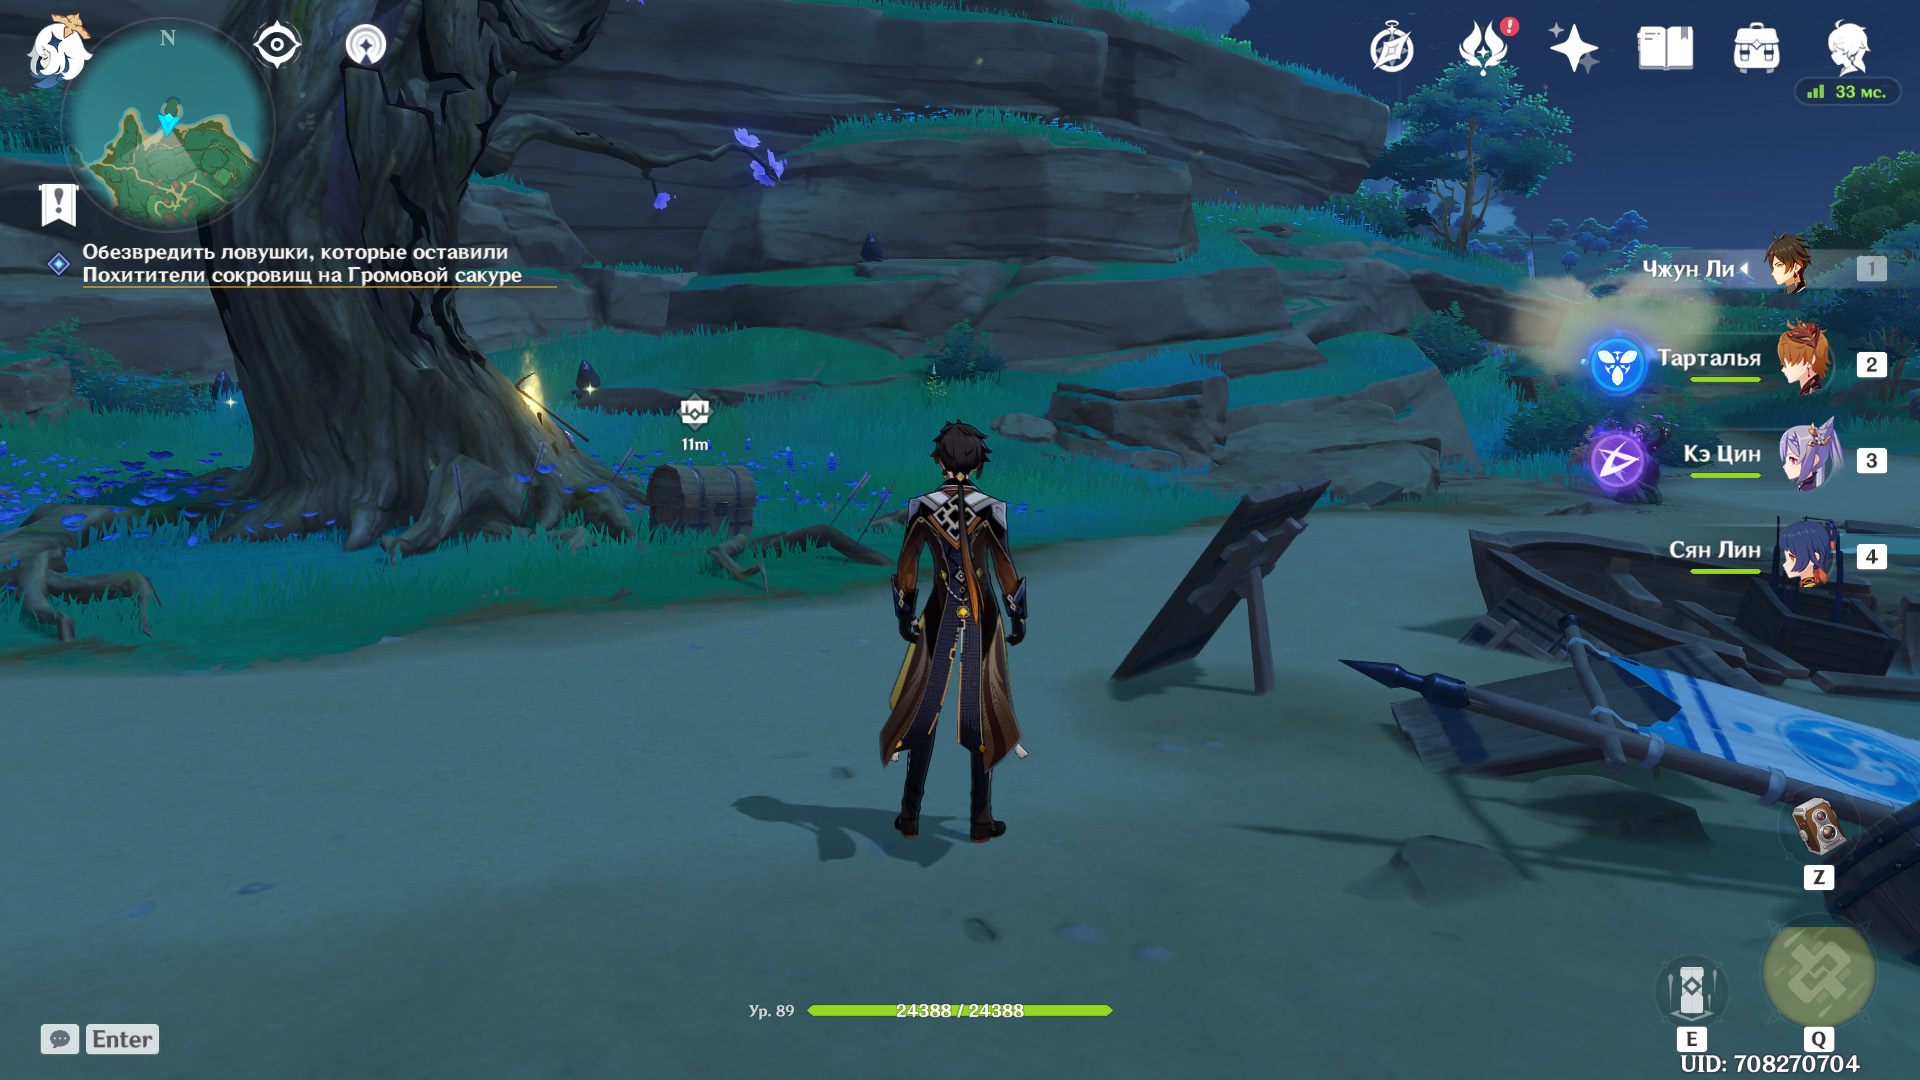 N
33 мс.
Обезвредить ловушки, которые оставили
Похитители сокровищ на Громовой сакуре
Чжун Ли
1
Тарталья
2
11m
Кэ Цин
3
Сян Лин
4
Z
Ур. 89
24388 / 24388
Enter
E
Q
UID: 708270704